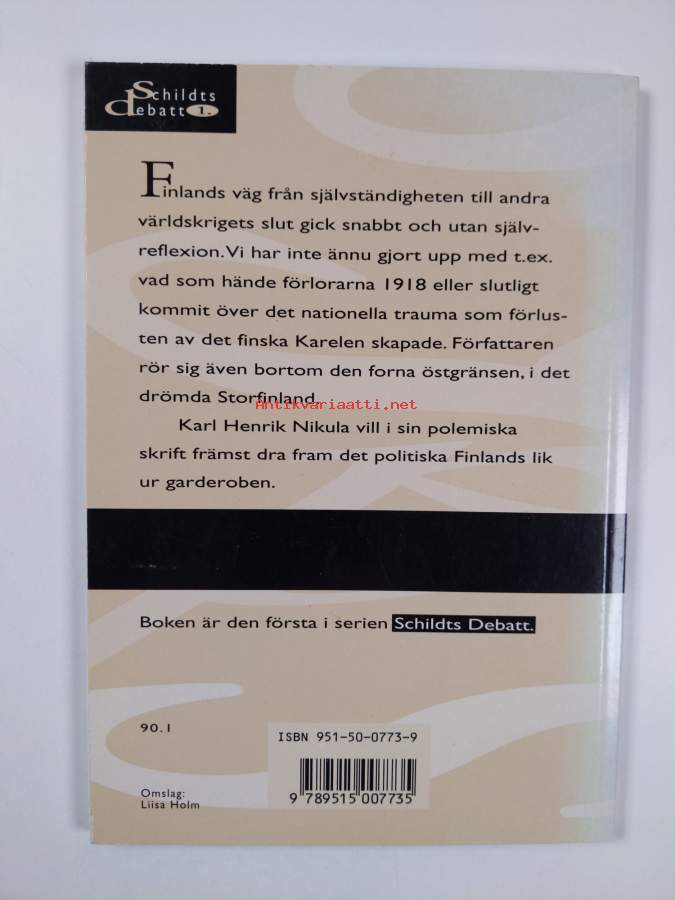 Schildts
debatt 1.
Finlands väg från självständigheten till andra
världskrigets slut gick snabbt och utan själv-
reflexion. Vi har inte ännu gjort upp med t.ex.
vad som hände förlorarna 1918 eller slutligt
kommit över det nationella trauma som förlus-
ten av det finska Karelen skapade. Författaren
rör sig även bortom den forna östgränsen, i det
drömda Storfinland.
Antikvariaatti.net
Karl Henrik Nikula vill i sin polemiska
skrift främst dra fram det politiska Finlands lik
ur garderoben.
Boken är den första i serien Schildts Debatt.
90.1
ISBN 951-50-0773-9
9 789515 007735
Omslag:
Liisa Holm